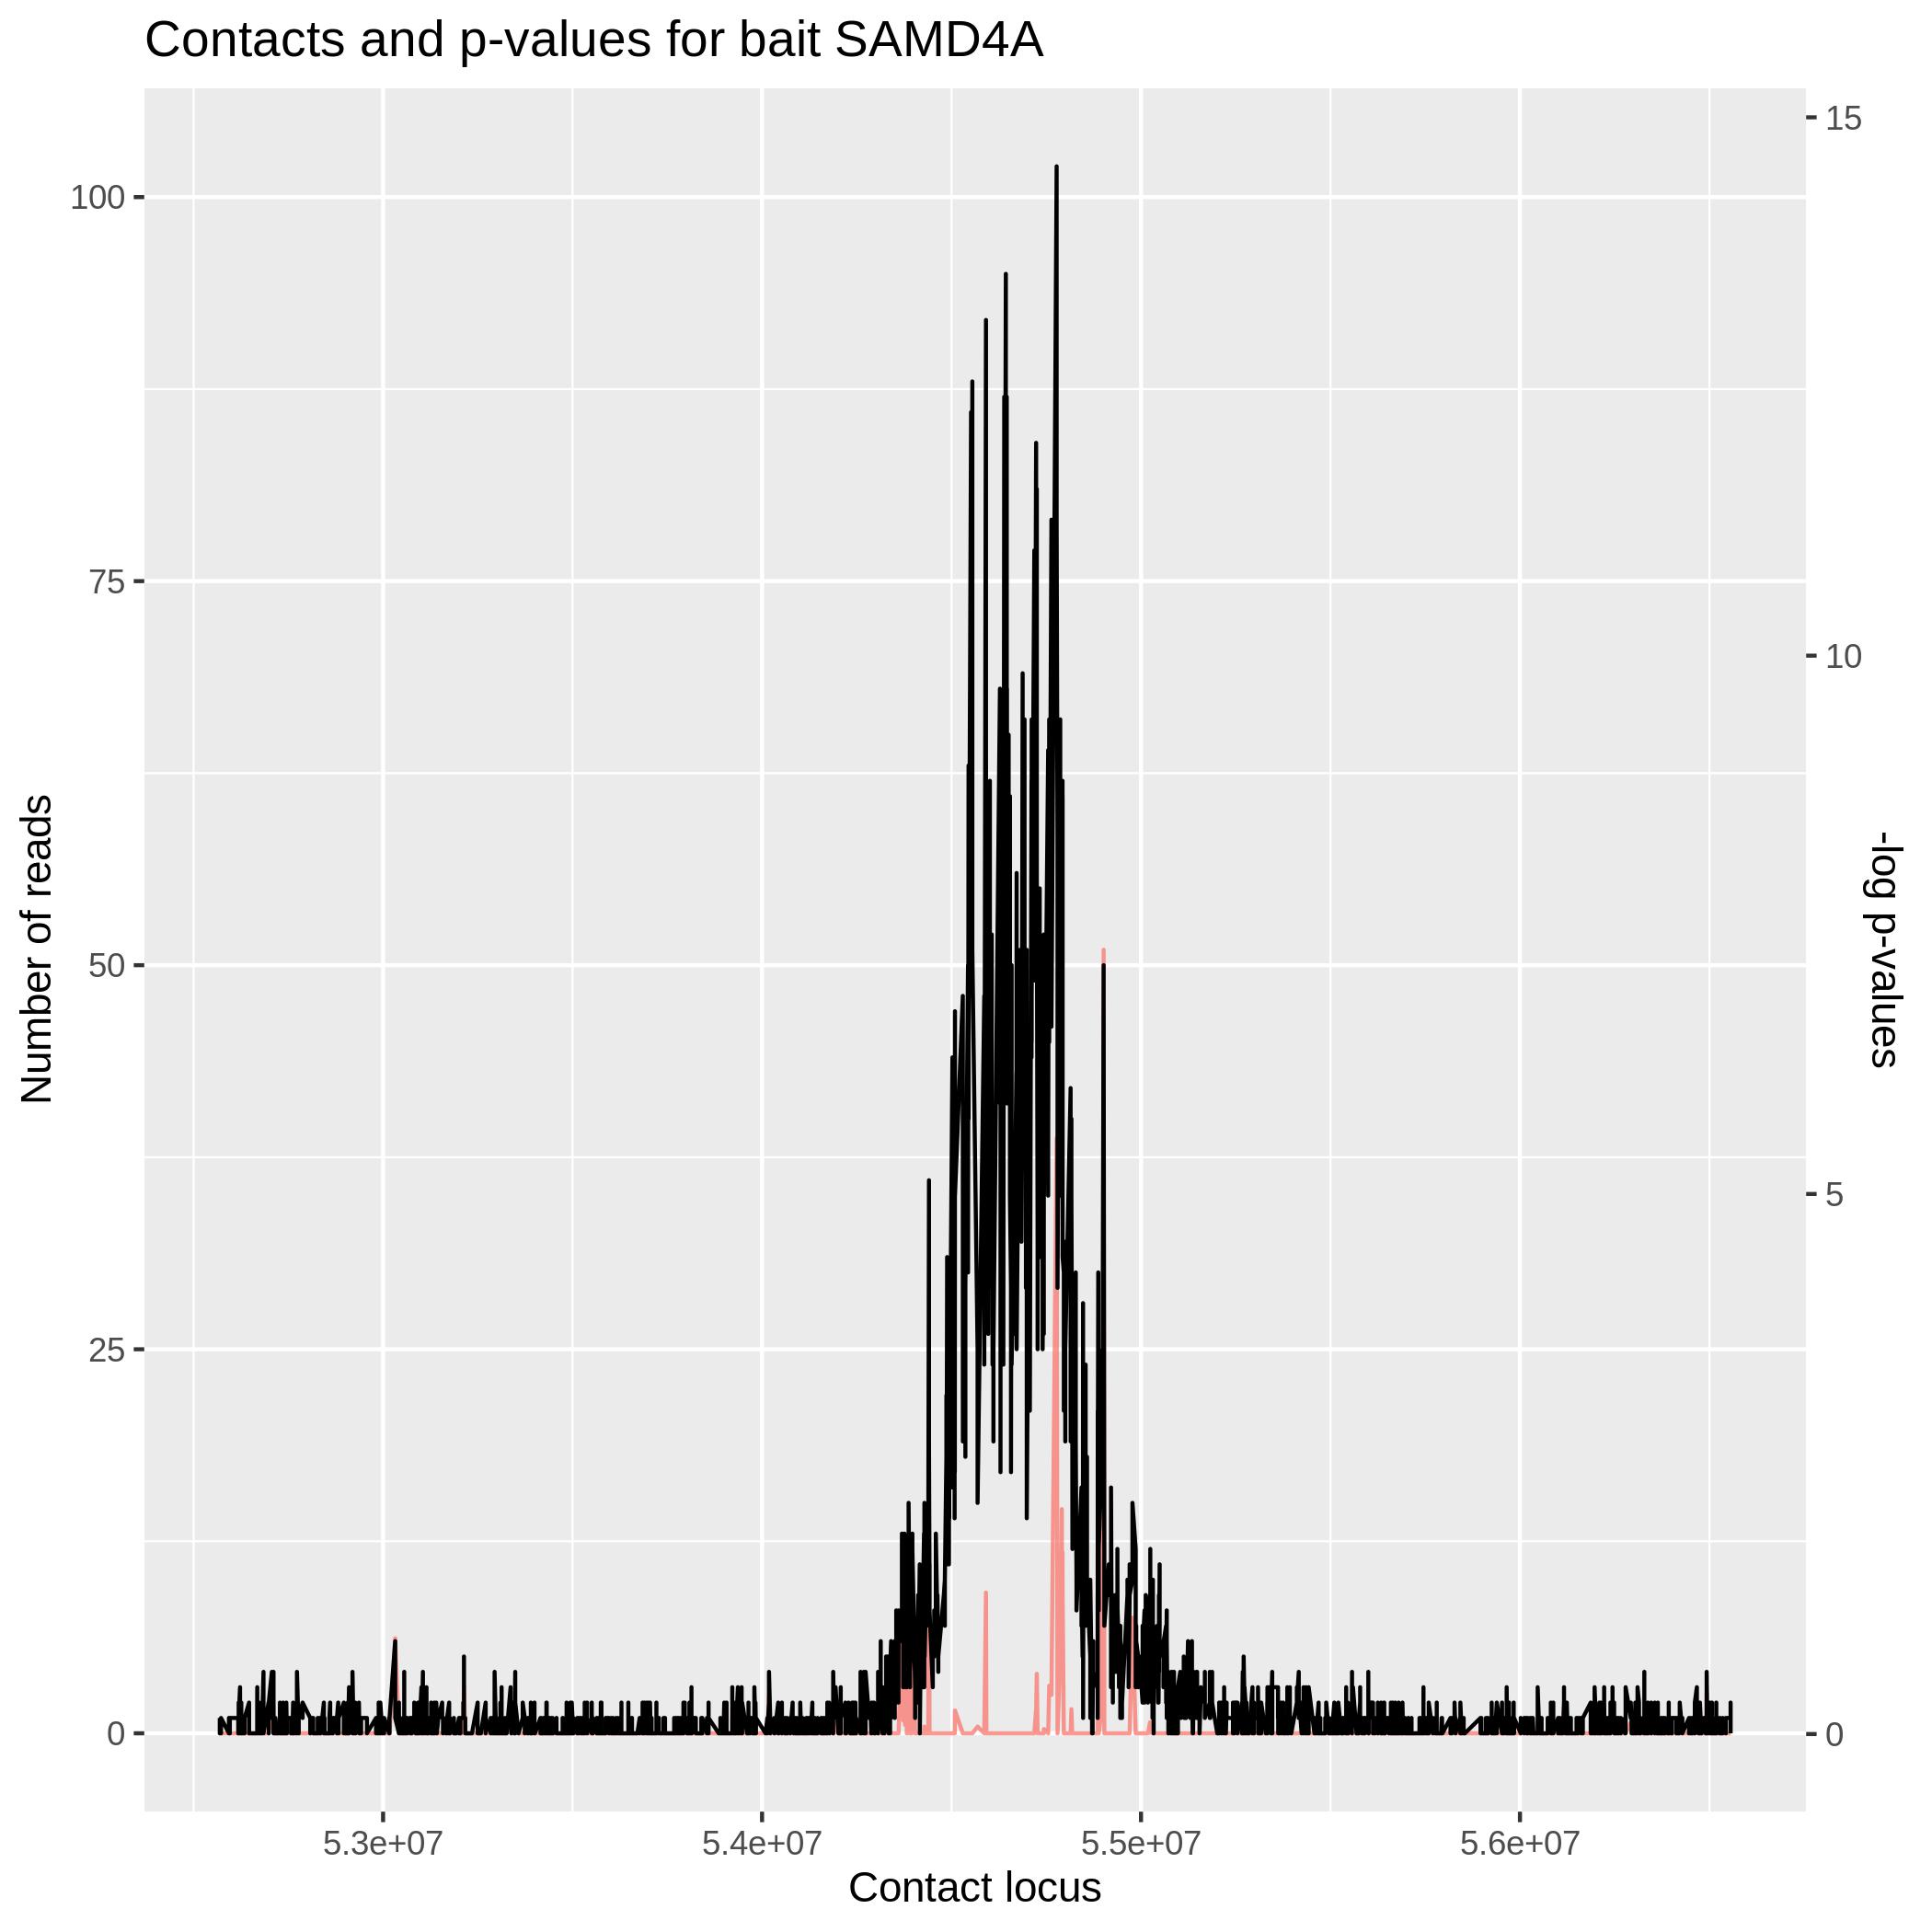 Contacts and p-values for bait SAMD4A
Number of reads
100
75
50
25
0
15
10
5
0
-log p-values
5.3e+07
5.4e+07
5.5e+07
5.6e+07
Contact locus